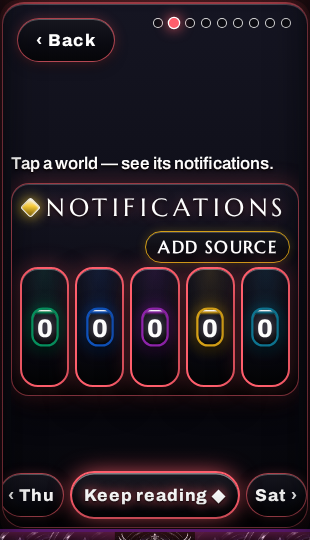 ‹ Back
Tap a world — see its notifications.
NOTIFICATIONS
ADD SOURCE
0 0 0 0 0
‹ Thu Keep reading ◆ Sat ›